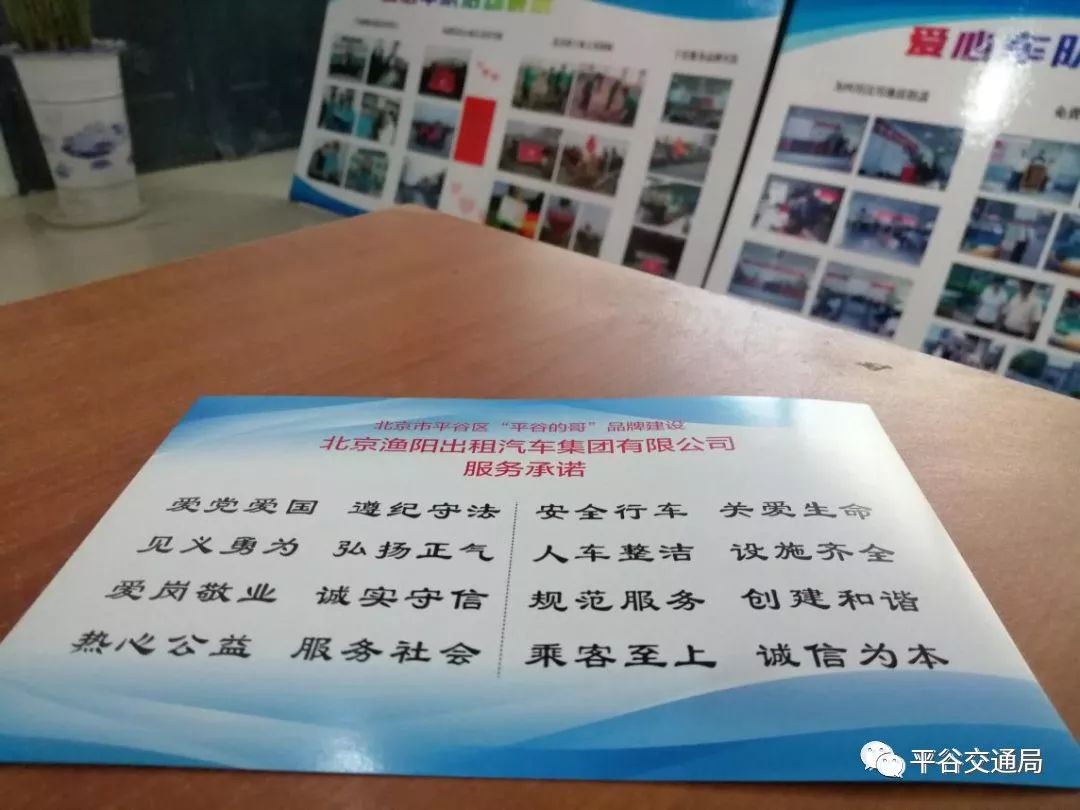 爱心车队
北京市平谷区“平谷的哥”品牌建设
北京渔阳出租汽车集团有限公司
服务承诺
爱党爱国 遵纪守法
见义勇为 弘扬正气
爱岗敬业 诚实守信
热心公益 服务社会
安全行车 关爱生命
人车整洁 设施齐全
规范服务 创建和谐
乘客至上 诚信为本
平谷交通局